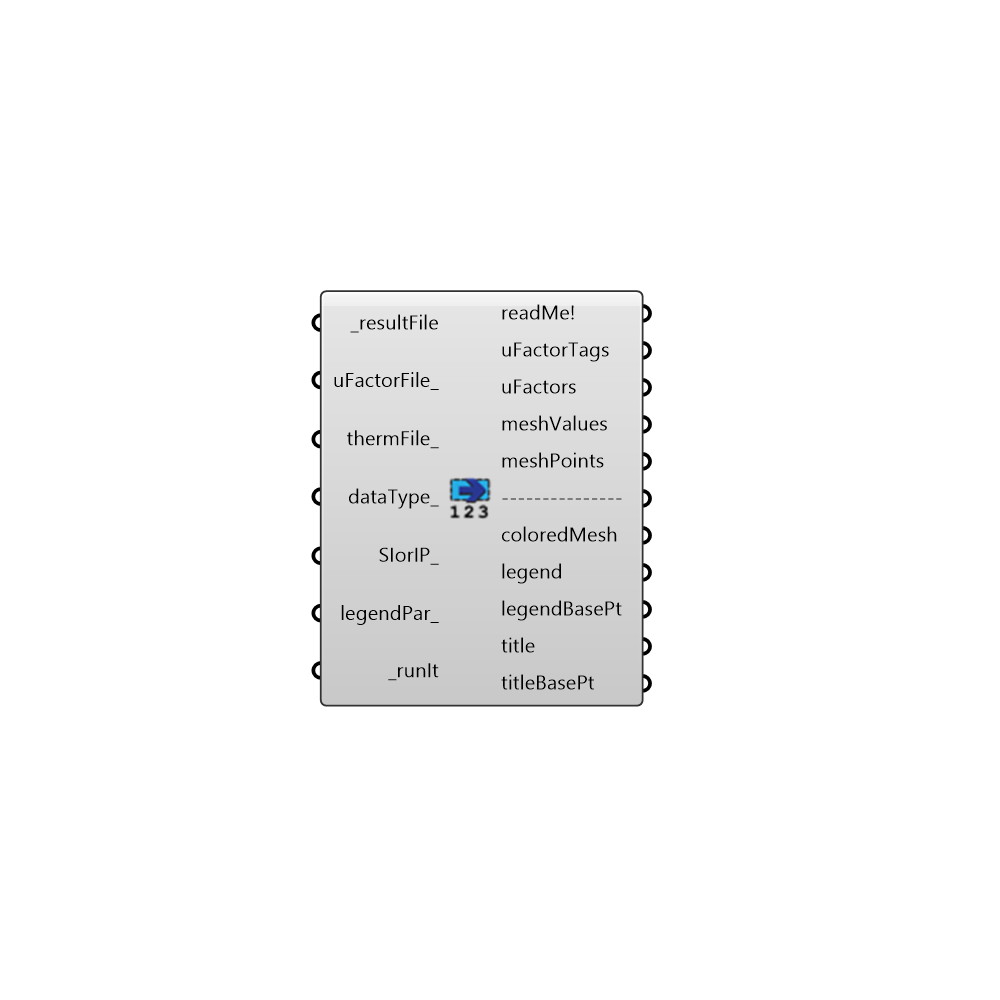 _resultFile
uFactorFile_
thermFile_
dataType_
SIorIP_
legendPar_
_runIt
123
readMe!
uFactorTags
uFactors
meshValues
meshPoints
---------------
coloredMesh
legend
legendBasePt
title
titleBasePt